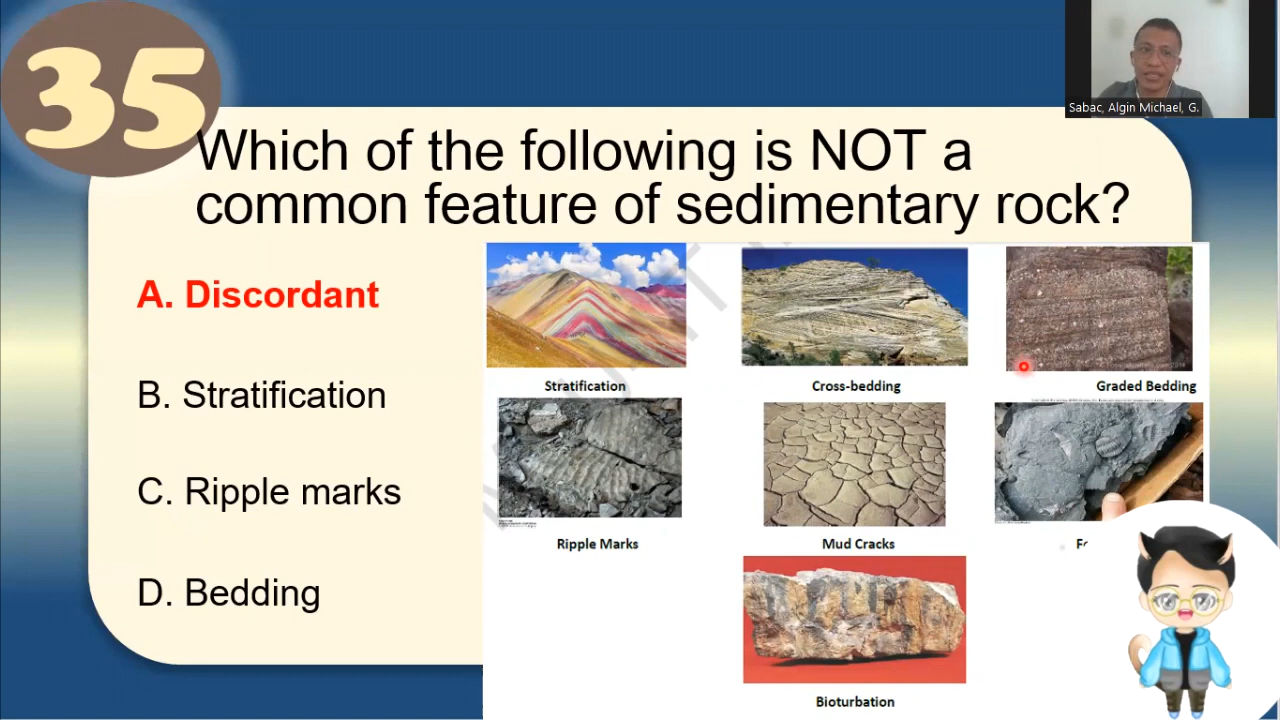 35
Sabac, Algin Michael, G.
Which of the following is NOT a
common feature of sedimentary rock?
A. Discordant
B. Stratification
C. Ripple marks
D. Bedding
Stratification
Cross-bedding
Graded Bedding
Ripple Marks
Mud Cracks
Bioturbation